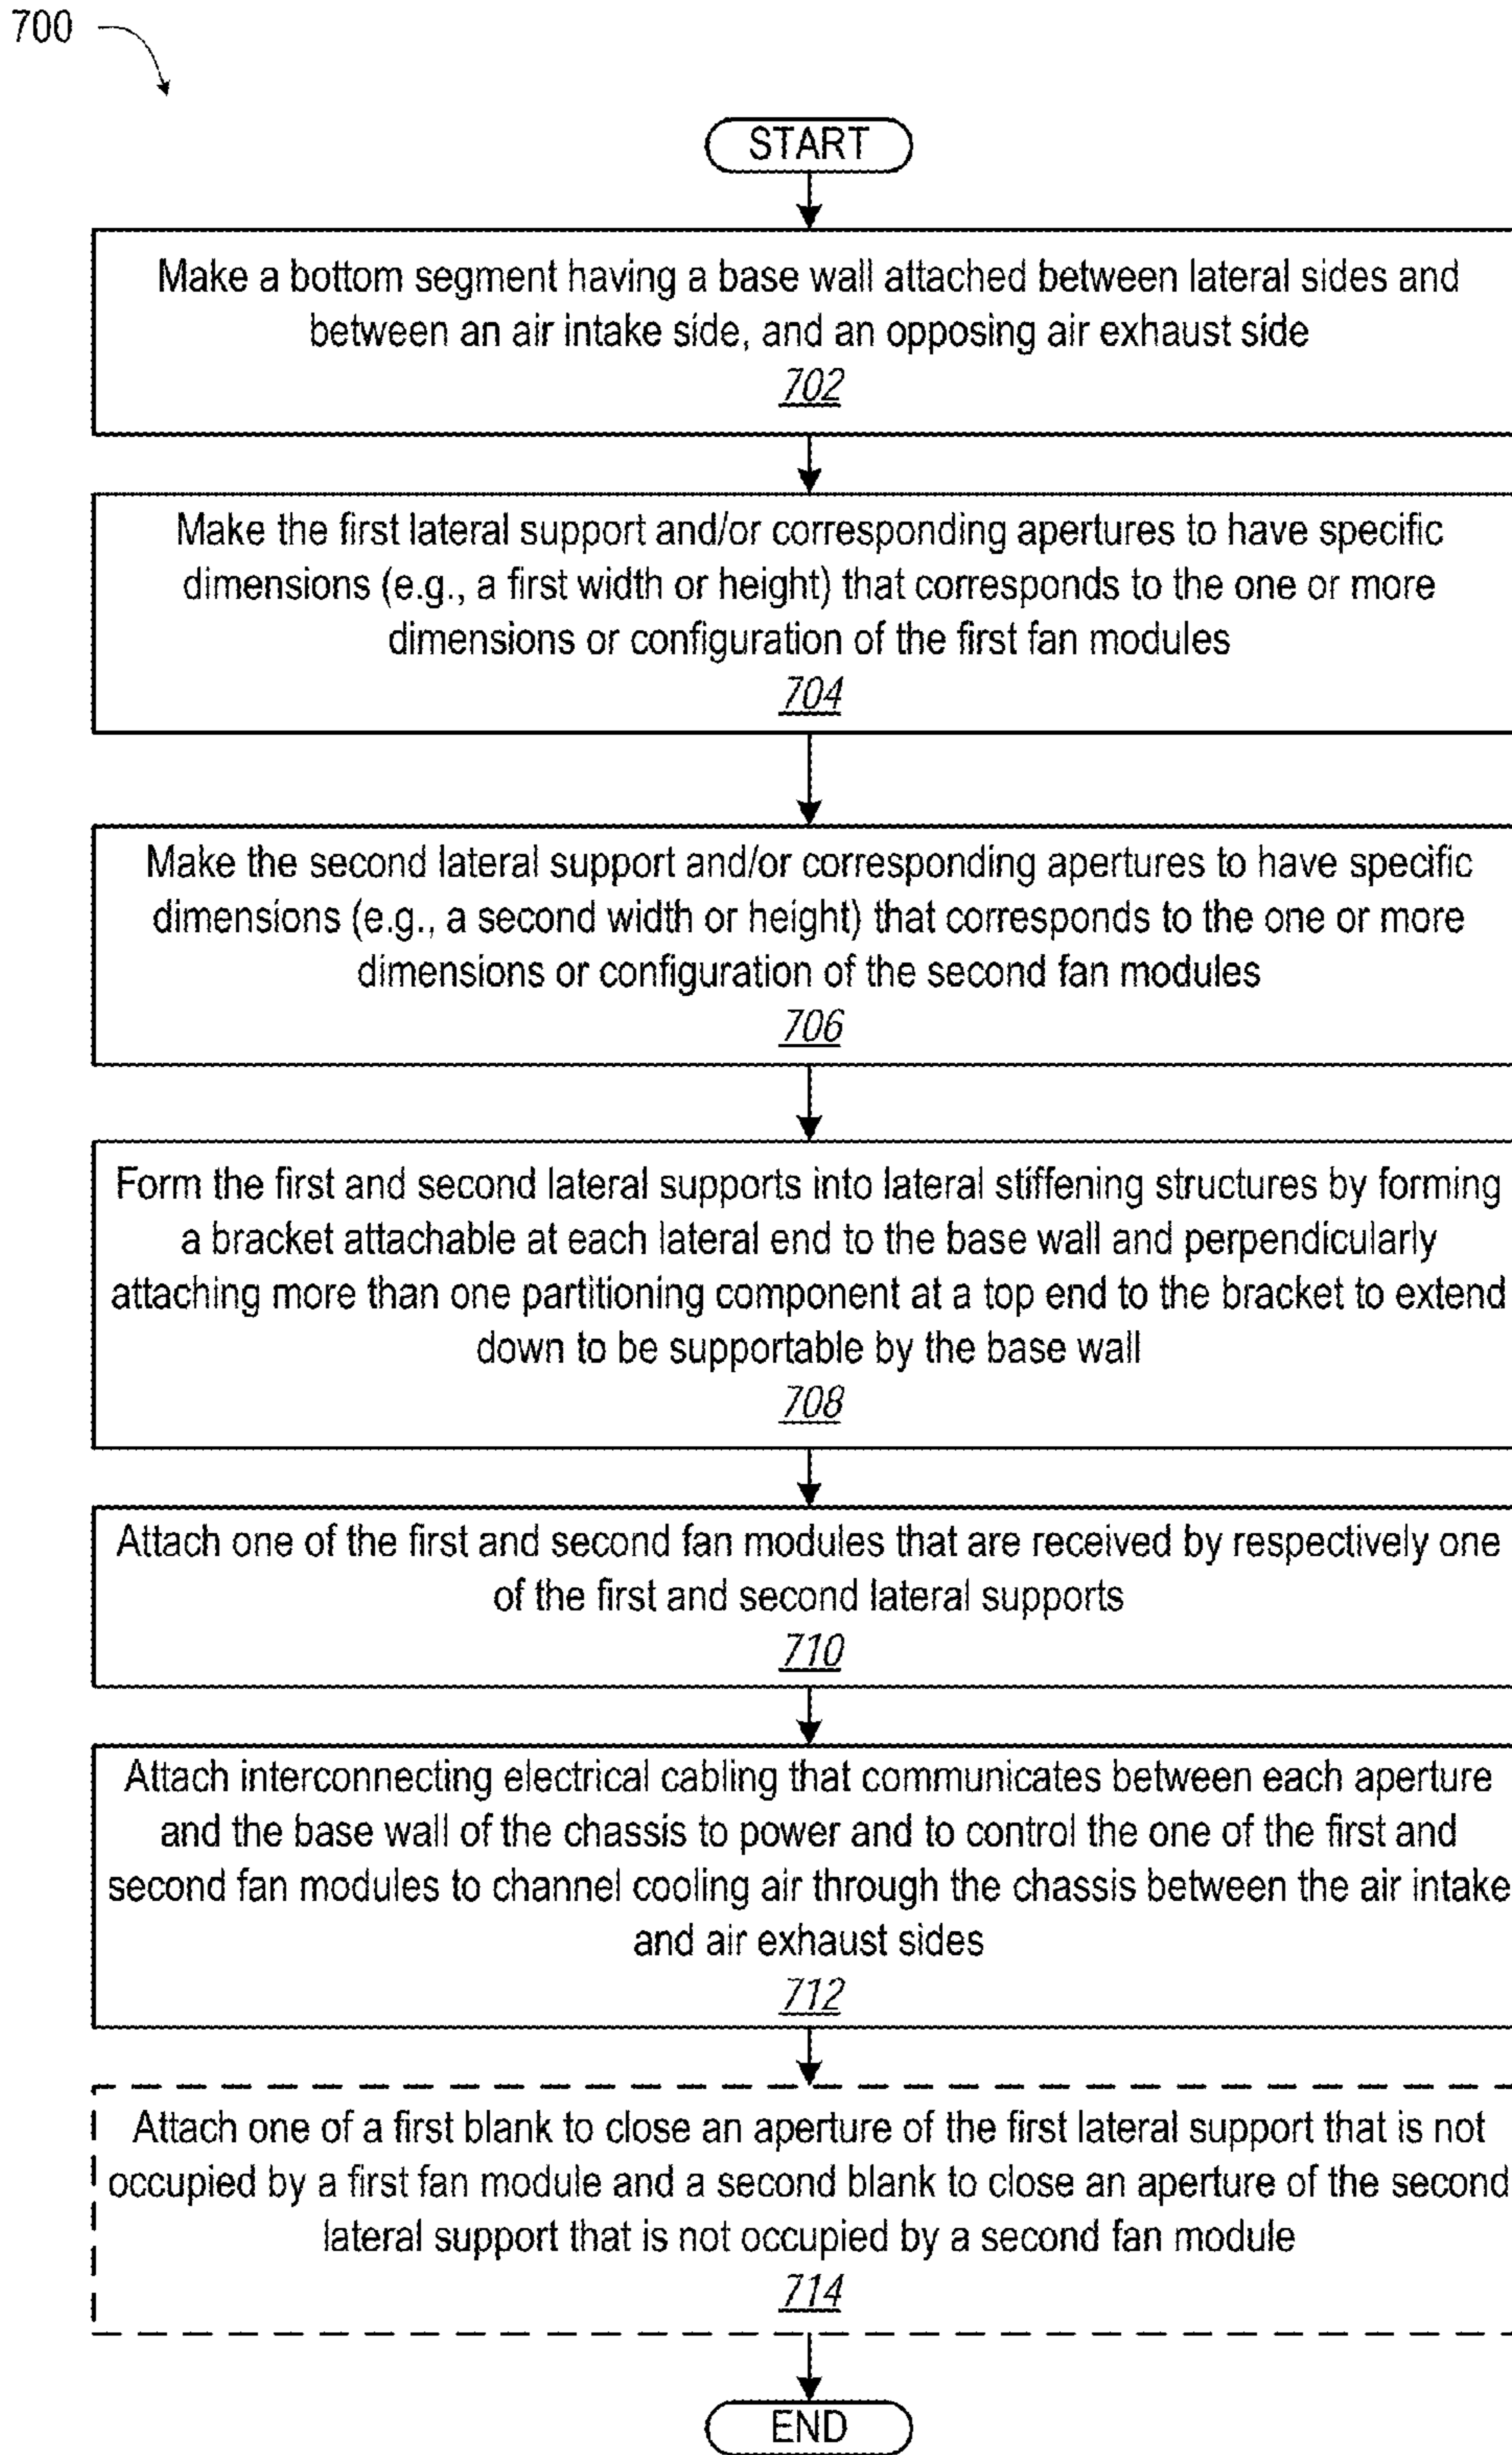 700
START
Make a bottom segment having a base wall attached between lateral sides and
between an air intake side, and an opposing air exhaust side
702
Make the first lateral support and/or corresponding apertures to have specific
dimensions (e.g., a first width or height) that corresponds to the one or more
dimensions or configuration of the first fan modules
704
Make the second lateral support and/or corresponding apertures to have specific
dimensions (e.g., a second width or height) that corresponds to the one or more
dimensions or configuration of the second fan modules
706
Form the first and second lateral supports into lateral stiffening structures by forming
a bracket attachable at each lateral end to the base wall and perpendicularly
attaching more than one partitioning component at a top end to the bracket to extend
down to be supportable by the base wall
708
Attach one of the first and second fan modules that are received by respectively one
of the first and second lateral supports
710
Attach interconnecting electrical cabling that communicates between each aperture
and the base wall of the chassis to power and to control the one of the first and
second fan modules to channel cooling air through the chassis between the air intake
and air exhaust sides
712
Attach one of a first blank to close an aperture of the first lateral support that is not
occupied by a first fan module and a second blank to close an aperture of the second
lateral support that is not occupied by a second fan module
714
END